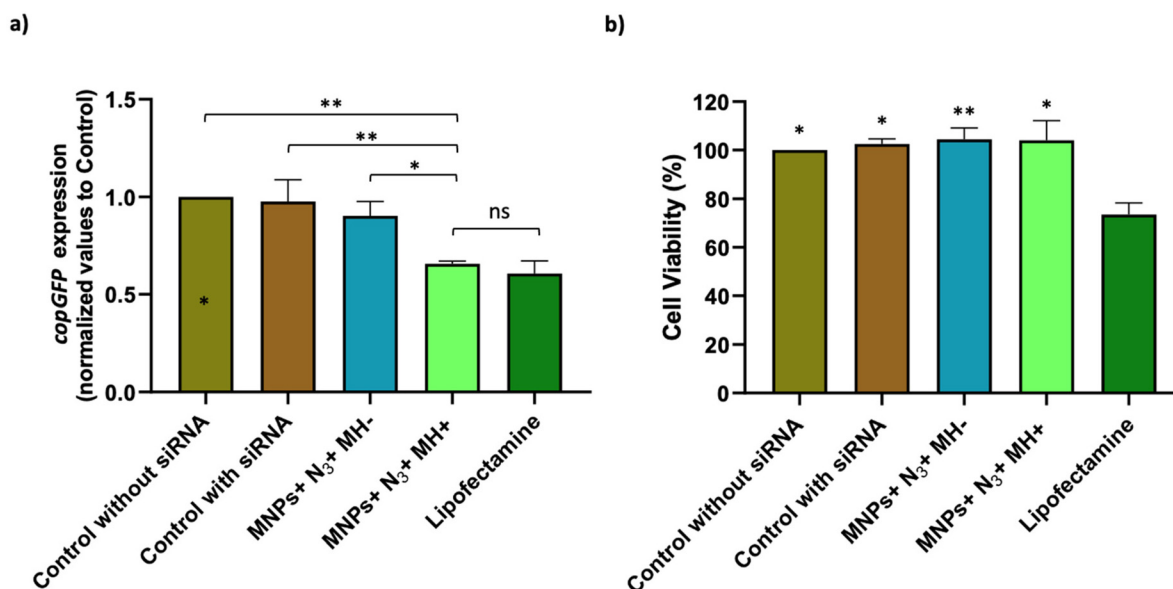 a)
copGFP expression
(normalized values to Control)
1.5
1.0
0.5
0.0
**
**
*
ns
*
Control without siRNA
Control with siRNA
MNPs+ N₃+ MH-
MNPs+ N₃+ MH+
Lipofectamine
b)
Cell Viability (%)
120
100
80
60
40
20
0
*
*
**
*
Control without siRNA
Control with siRNA
MNPs+ N₃+ MH-
MNPs+ N₃+ MH+
Lipofectamine